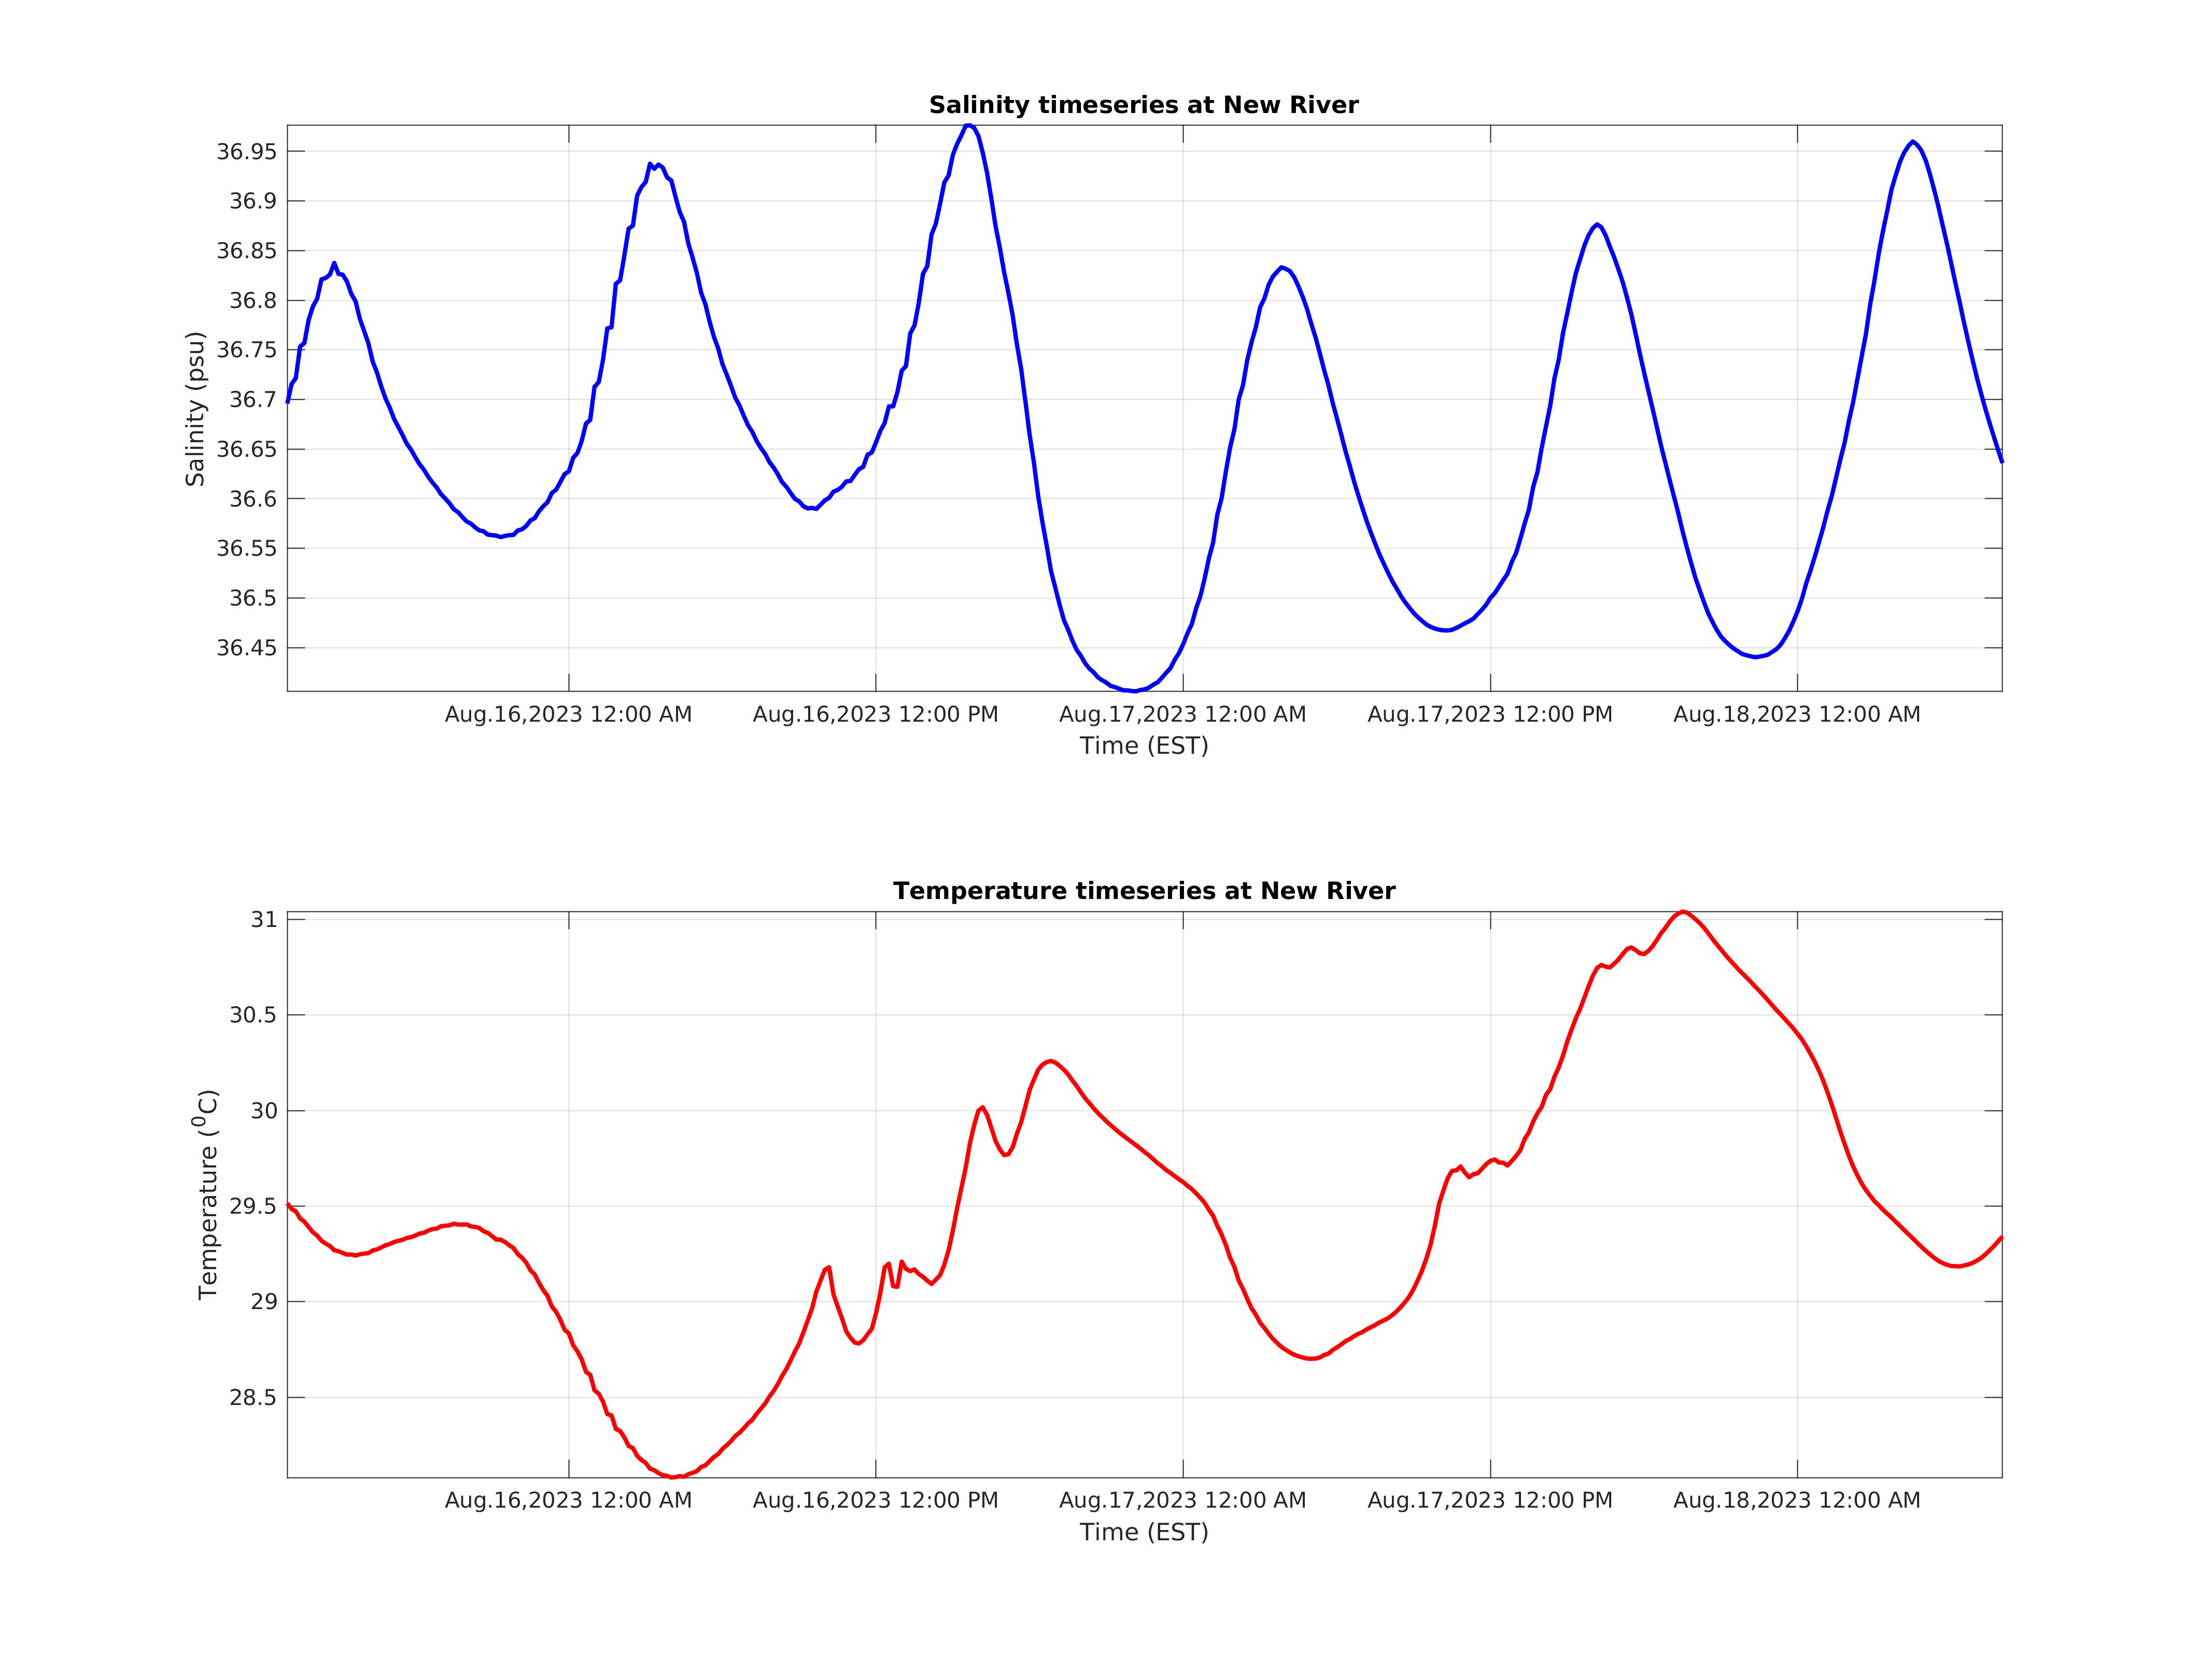 Salinity timeseries at New River
36.95
36.9
36.85
36.8
36.75
36.7
36.65
36.6
36.55
36.5
36.45
Salinity (psu)
Aug.16,2023 12:00 AM Aug.16,2023 12:00 PM Aug.17,2023 12:00 AM Aug.17,2023 12:00 PM Aug.18,2023 12:00 AM
Time (EST)
Temperature timeseries at New River
31
30.5
30
29.5
29
28.5
Temperature (⁰C)
Aug.16,2023 12:00 AM Aug.16,2023 12:00 PM Aug.17,2023 12:00 AM Aug.17,2023 12:00 PM Aug.18,2023 12:00 AM
Time (EST)